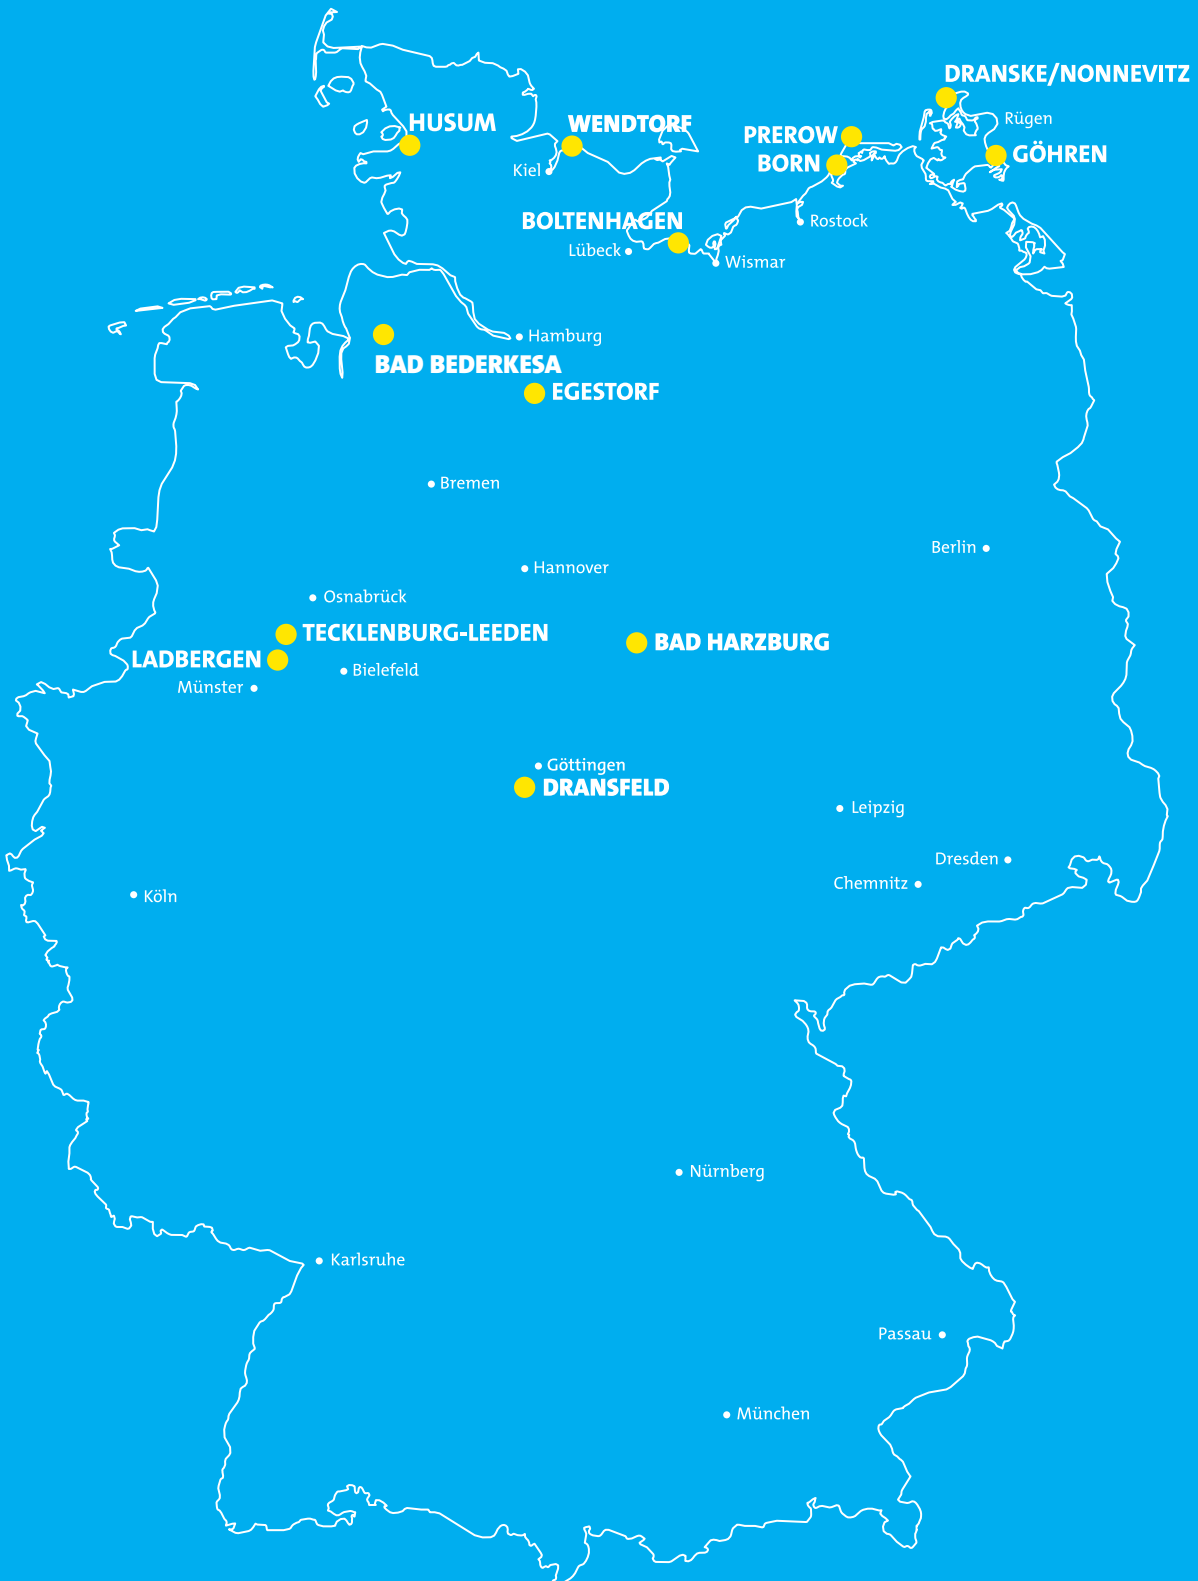 DRANSKE/NONNEVITZ
Rügen
HUSUM
WENDTORF
PREROW
BORN
GÖHREN
Kiel
BOLTENHAGEN
Rostock
Lübeck
Wismar
Hamburg
BAD BEDERKESA
EGESTORF
Bremen
Berlin
Hannover
Osnabrück
TECKLENBURG-LEEDEN
BAD HARZBURG
LADBERGEN
Bielefeld
Münster
Göttingen
DRANSFELD
Leipzig
Dresden
Chemnitz
Köln
Nürnberg
Karlsruhe
Passau
München